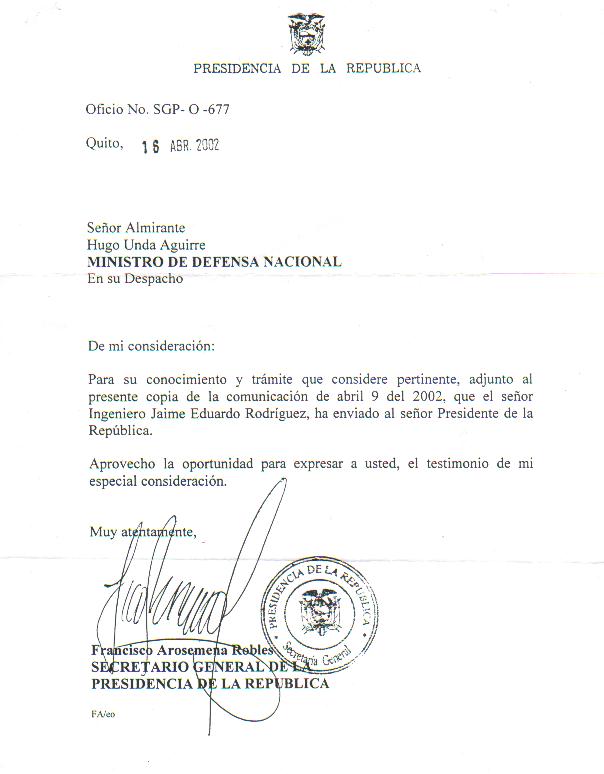 PRESIDENCIA DE LA REPUBLICA
Oficio No. SGP- O -677
Quito, 16 ABR. 2002
Señor Almirante
Hugo Unda Aguirre
MINISTRO DE DEFENSA NACIONAL
En su Despacho
De mi consideración:
Para su conocimiento y trámite que considere pertinente, adjunto al
presente copia de la comunicación de abril 9 del 2002, que el señor
Ingeniero Jaime Eduardo Rodríguez, ha enviado al señor Presidente de la
República.
Aprovecho la oportunidad para expresar a usted, el testimonio de mi
especial consideración.
Muy atentamente,
PRESIDENCIA DE LA REPUBLICA
Secretaría General
Francisco Arosemena Robles
SECRETARIO GENERAL DE LA
PRESIDENCIA DE LA REPUBLICA
FA/eo